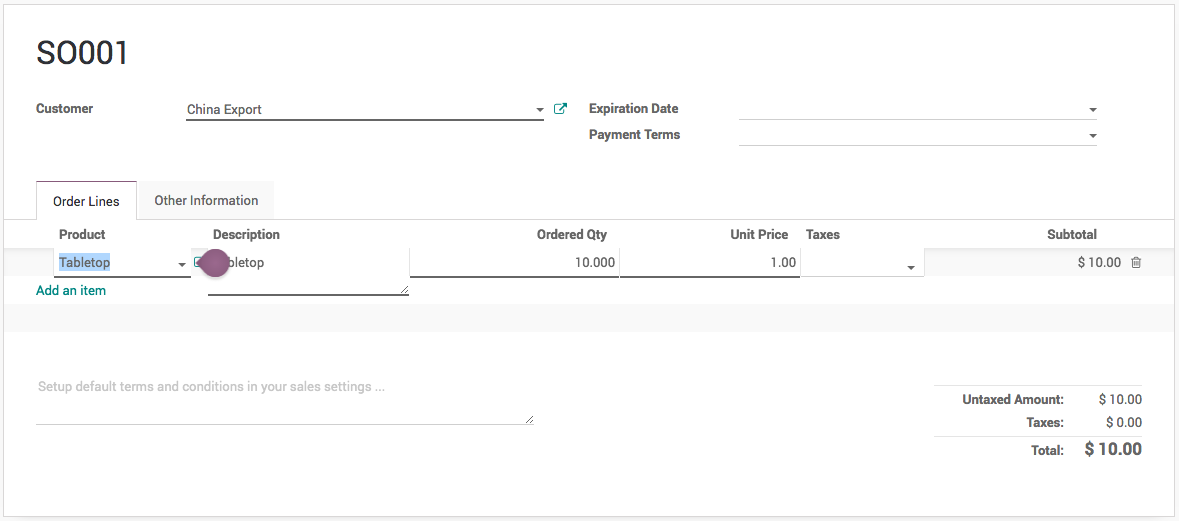 SO001
Customer China Export Expiration Date
Payment Terms
Order Lines Other Information
Product Description Ordered Qty Unit Price Taxes Subtotal
Tabletop bletop 10.000 1.00 $ 10.00
Add an item
Setup default terms and conditions in your sales settings ...
Untaxed Amount: $ 10.00
Taxes: $ 0.00
Total: $ 10.00